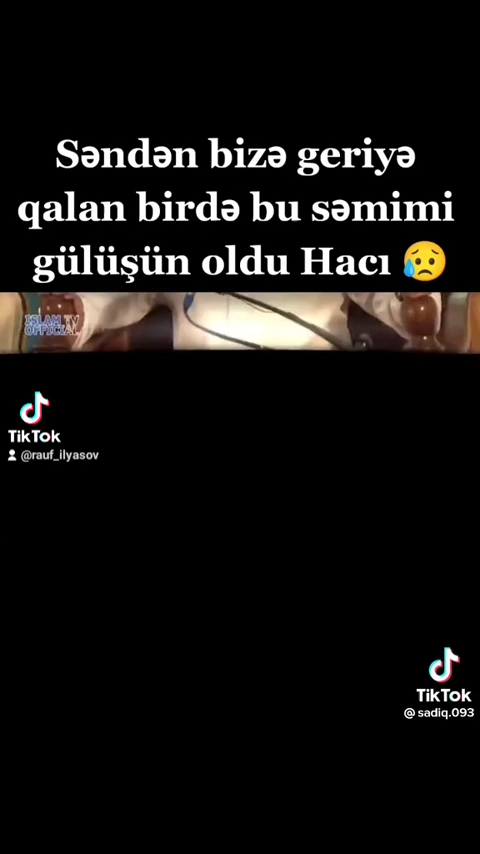 Səndən bizə geriyə
qalan birdə bu səmimi
gülüşün oldu Hacı 😥
ISLAM TV
OFFICIAL
TikTok
@rauf_ilyasov
TikTok
@sadiq.093